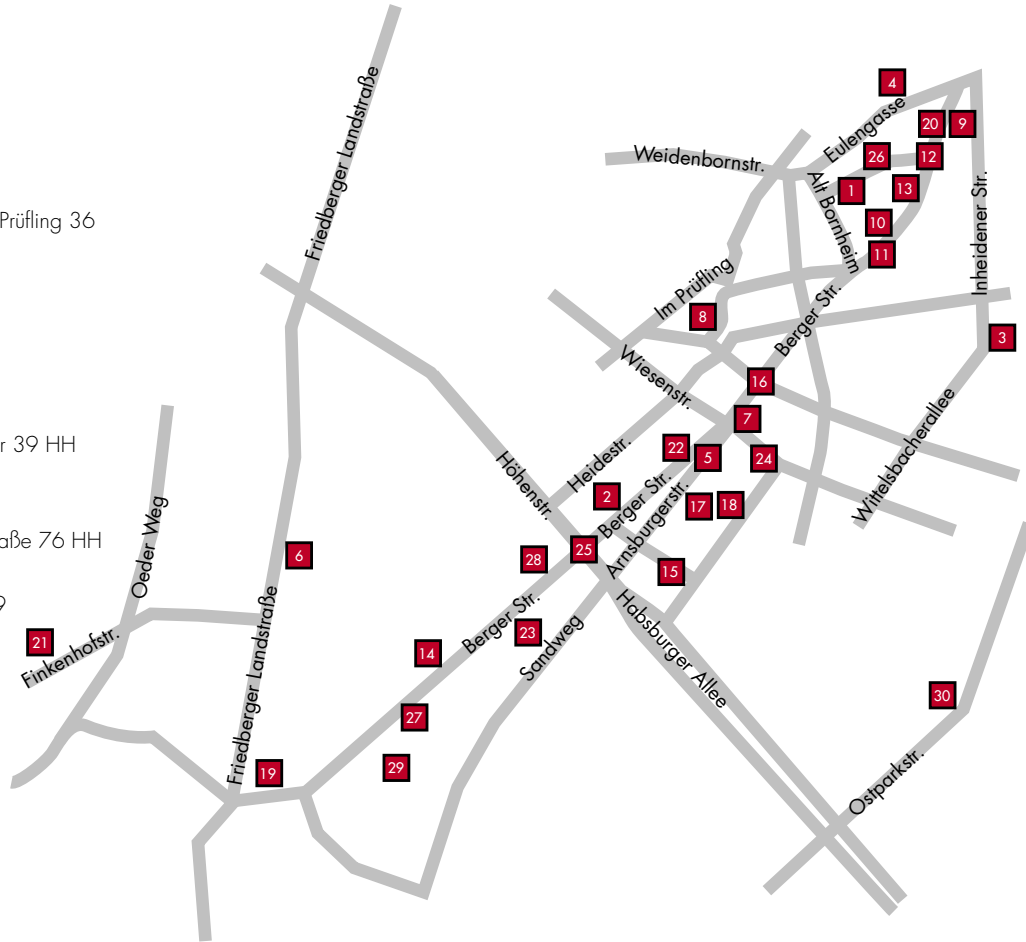 Friedberger Landstraße
4
Eulengasse
20
9
26
12
Weidenbornstr.
1
13
Alt Bornheim
Prüfling 36
10
11
Inheidener Str.
Im Prüfling
8
Berger Str.
3
Wiesenstr.
16
7
Wittelsbacherallee
r 39 HH
22
5
24
Heidestr.
Höhenstr.
2
Berger Str.
Arnsburgerstr.
17
18
aße 76 HH
25
6
28
15
Oeder Weg
9
21
Finkenhofstr.
Friedberger Landstraße
14
Berger Str.
23
Sandweg
Habsburger Allee
30
27
19
29
Ostparkstr.